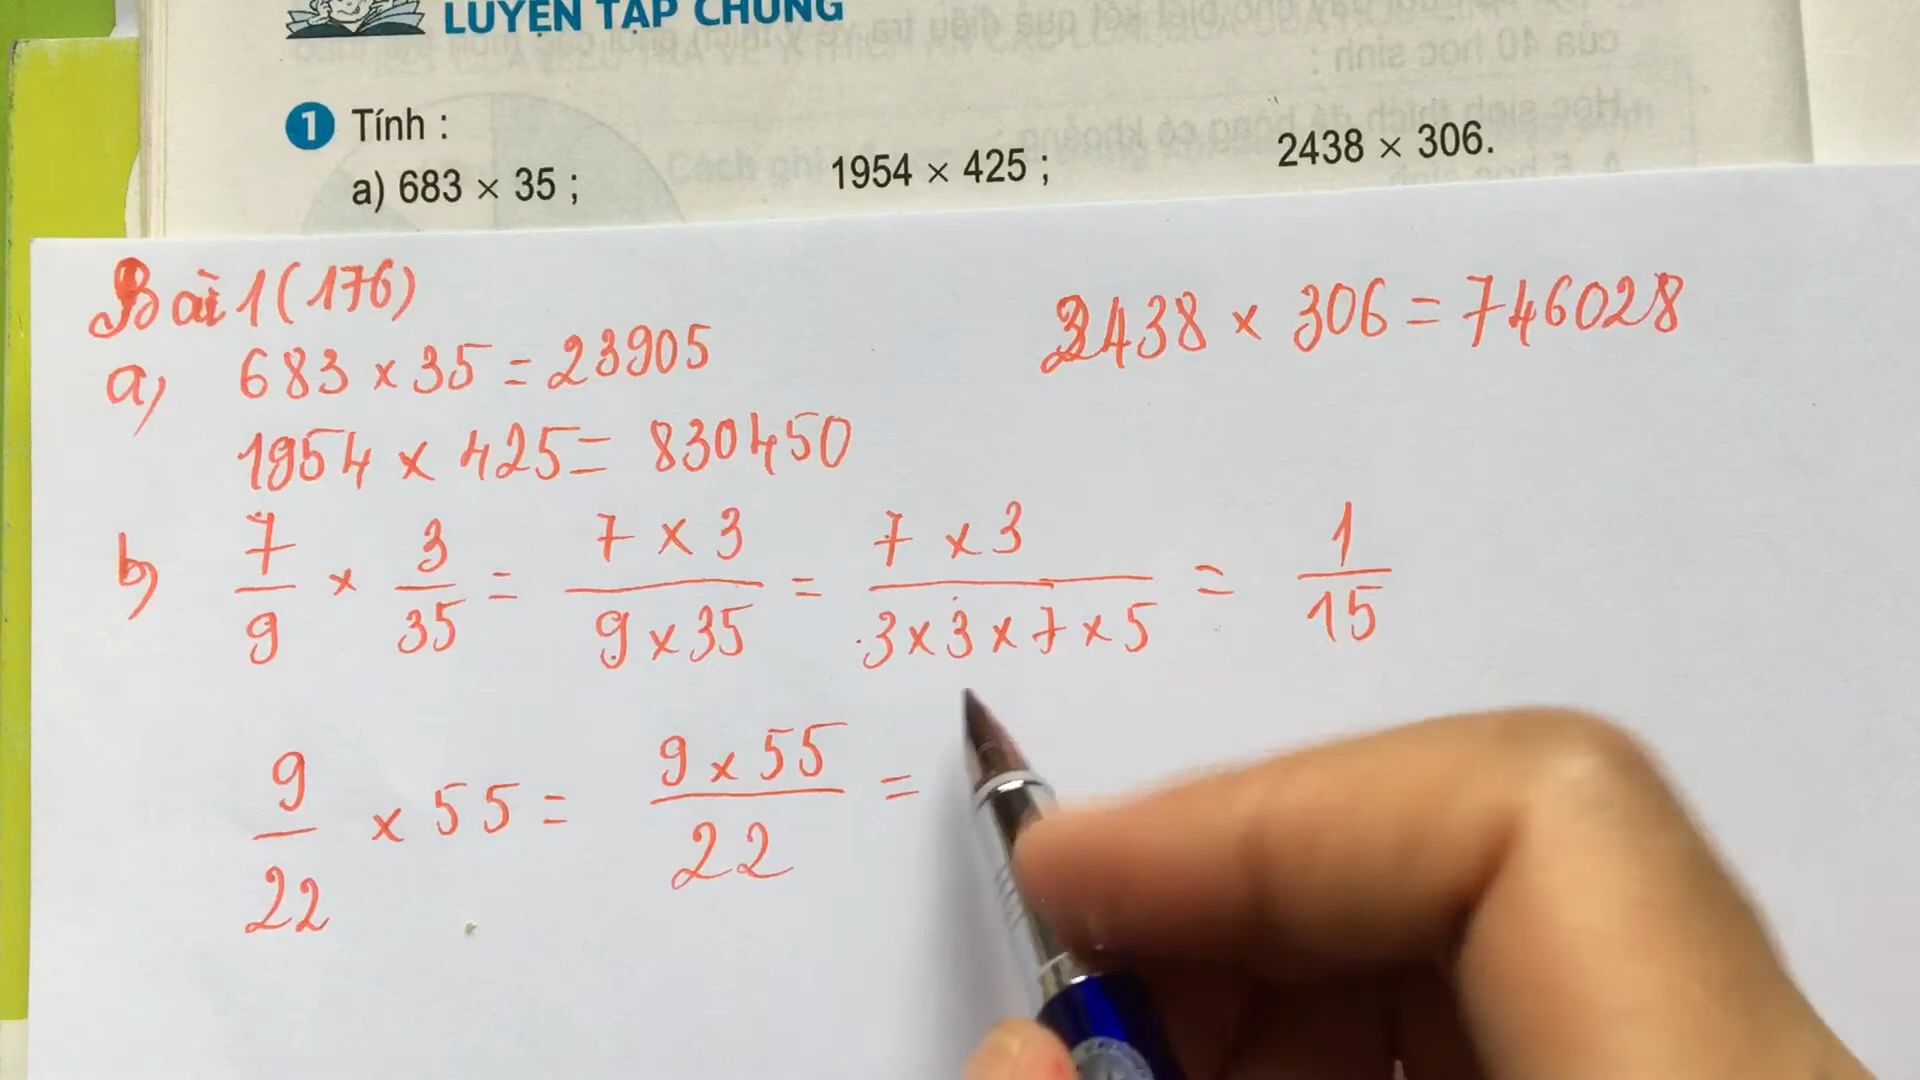 LUYỆN TẬP CHUNG
1 Tính :
a) 683 × 35 ; 1954 × 425 ; 2438 × 306.
Bài 1 (176)
a, 683 × 35 = 23905
2438 × 306 = 746028
1954 × 425 = 830450
b) 7/9 × 3/35 = 7 × 3 / 9 × 35 = 7 × 3 / 3 × 3 × 7 × 5 = 1/15
9/22 × 55 = 9 × 55 / 22 =